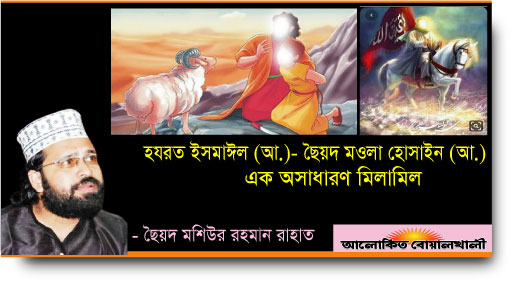 হযরত ইসমাঈল (আ.)- ছৈয়দ মওলা হোসাইন (আ.)
এক অসাধারণ মিলামিল
- ছৈয়দ মশিউর রহমান রাহাত
আলোকিত বোয়ালখালী